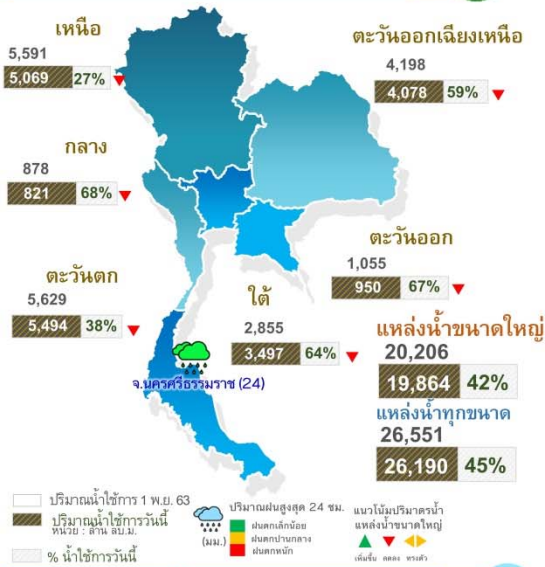 เหนือ
5,591
5,069 27%
ตะวันออกเฉียงเหนือ
4,198
4,078 59%
กลาง
878
821 68%
ตะวันออก
1,055
950 67%
ตะวันตก
5,629
5,494 38%
ใต้
2,855
3,497 64%
จ.นครศรีธรรมราช (24)
แหล่งน้ำขนาดใหญ่
20,206
19,864 42%
แหล่งน้ำทุกขนาด
26,551
26,190 45%
ปริมาณน้ำใช้การ 1 พ.ย. 63
ปริมาณน้ำใช้การวันนี้
หน่วย : ล้าน ลบ.ม.
% น้ำใช้การวันนี้
ปริมาณฝนสูงสุด 24 ชม.
(มม.)
ฝนตกเล็กน้อย
ฝนตกปานกลาง
ฝนตกหนัก
แนวโน้มปริมาตรน้ำ
แหล่งน้ำขนาดใหญ่
เพิ่มขึ้น ลดลง ทรงตัว